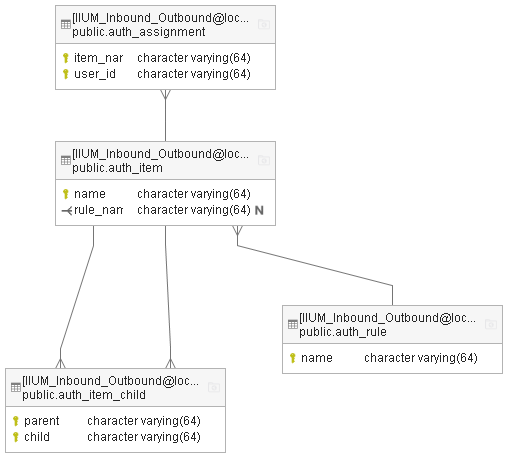 [IIUM_Inbound_Outbound@loc...
public.auth_assignment
item_nar character varying(64)
user_id character varying(64)
[IIUM_Inbound_Outbound@loc...
public.auth_item
name character varying(64)
rule_nam character varying(64) N
[IIUM_Inbound_Outbound@loc...
public.auth_rule
name character varying(64)
[IIUM_Inbound_Outbound@loc...
public.auth_item_child
parent character varying(64)
child character varying(64)